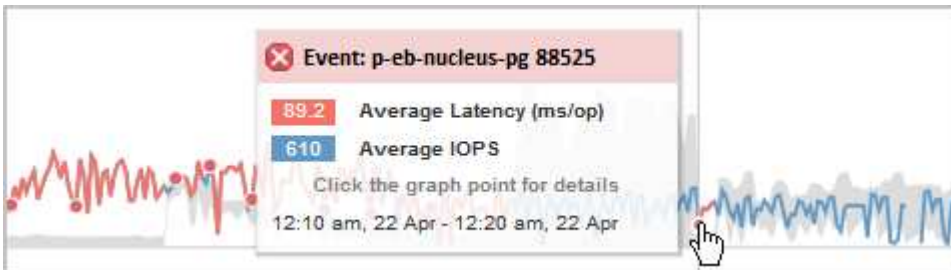 Event: p-eb-nucleus-pg 88525
89.2 Average Latency (ms/op)
610 Average IOPS
Click the graph point for details
12:10 am, 22 Apr - 12:20 am, 22 Apr